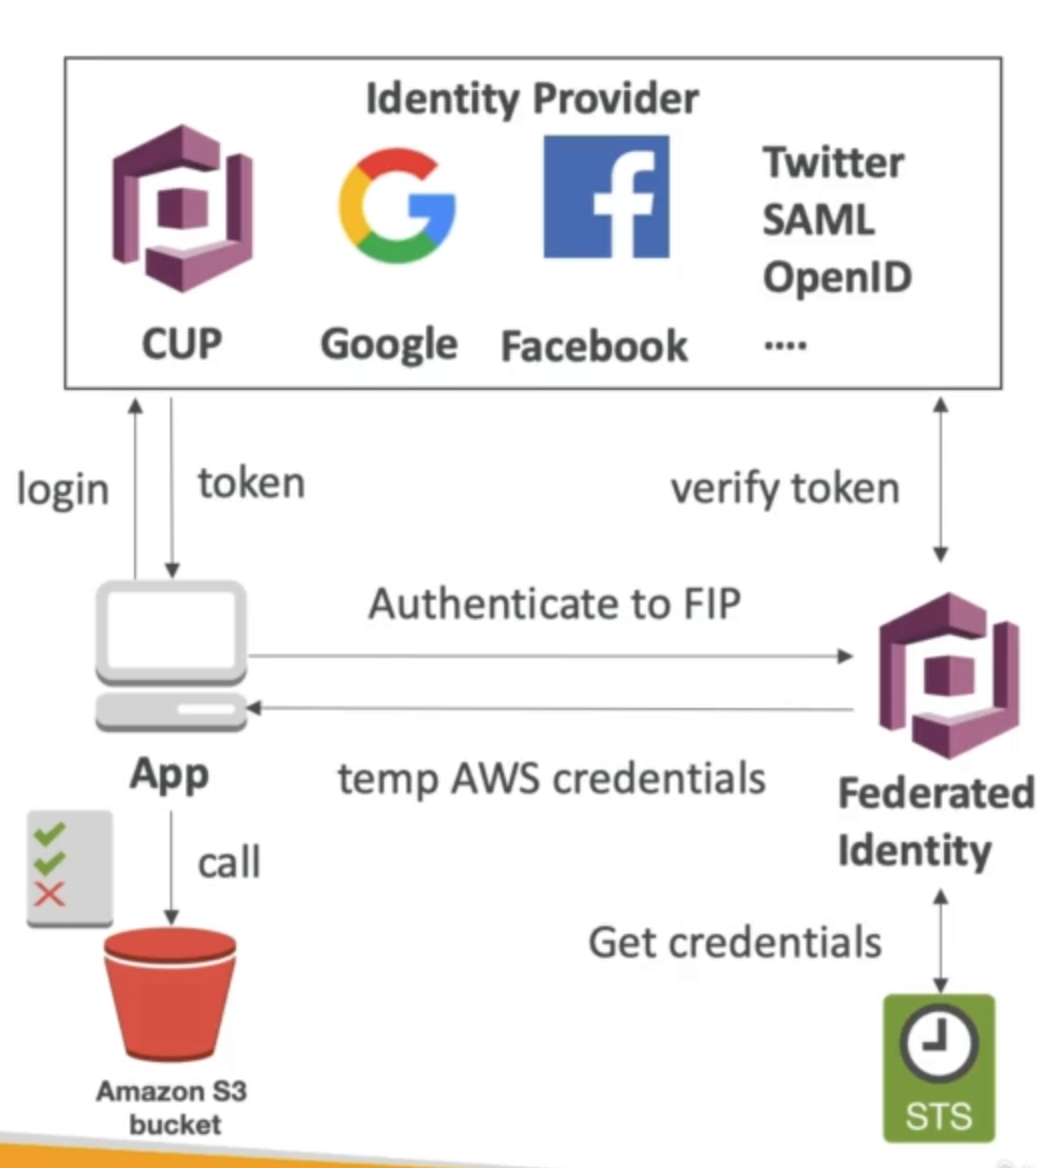 Identity Provider
Twitter
SAML
OpenID
....
CUP
Google
Facebook
login
token
verify token
Authenticate to FIP
temp AWS credentials
App
Federated
Identity
call
Get credentials
Amazon S3
bucket
STS